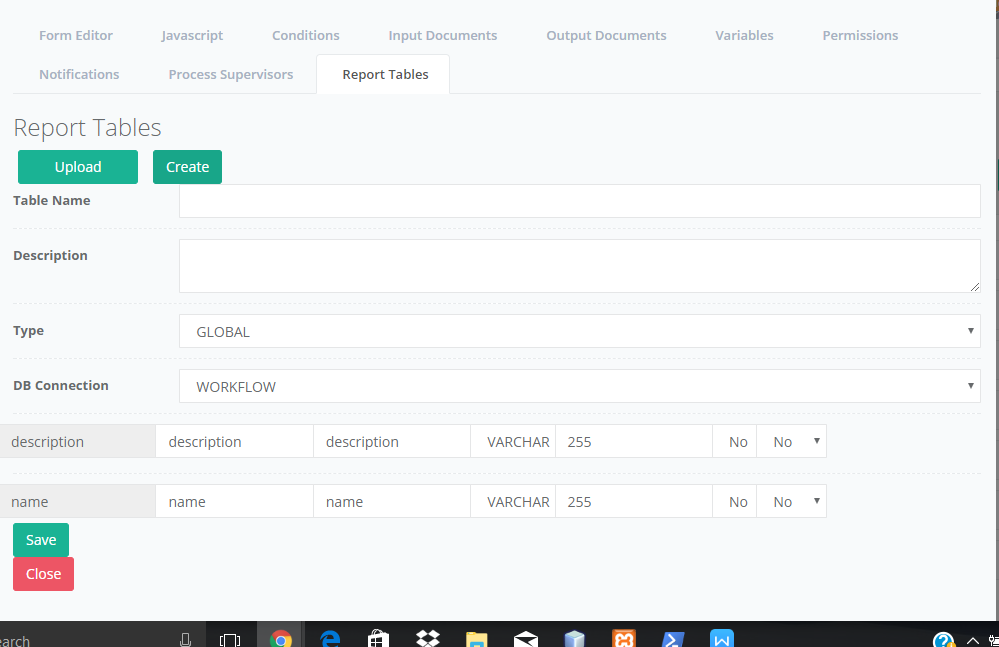 Form Editor Javascript Conditions Input Documents Output Documents Variables Permissions
Notifications Process Supervisors Report Tables
Report Tables
Upload Create
Table Name
Description
Type GLOBAL
DB Connection WORKFLOW
description description description VARCHAR 255 No No
name name name VARCHAR 255 No No
Save
Close
earch